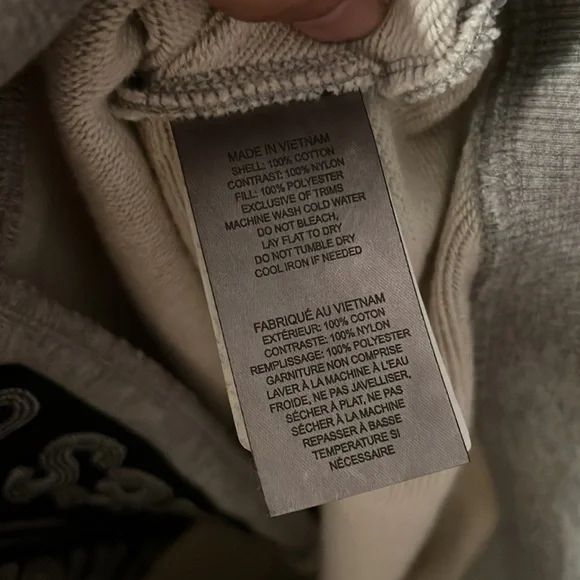 MADE IN VIETNAM
SHELL: 100% COTTON
CONTRAST: 100% NYLON
FILL: 100% POLYESTER
EXCLUSIVE OF TRIMS
MACHINE WASH COLD WATER
DO NOT BLEACH,
LAY FLAT TO DRY
DO NOT TUMBLE DRY
COOL IRON IF NEEDED
FABRIQUÉ AU VIETNAM
EXTÉRIEUR: 100% COTON
CONTRASTE: 100% NYLON
REMPLISSAGE: 100% POLYESTER
GARNITURE NON COMPRISE
LAVER À LA MACHINE À L'EAU
FROIDE, NE PAS JAVELLISER,
SÉCHER À PLAT, NE PAS
SÉCHER À LA MACHINE
REPASSER À BASSE
TEMPERATURE SI
NÉCESSAIRE